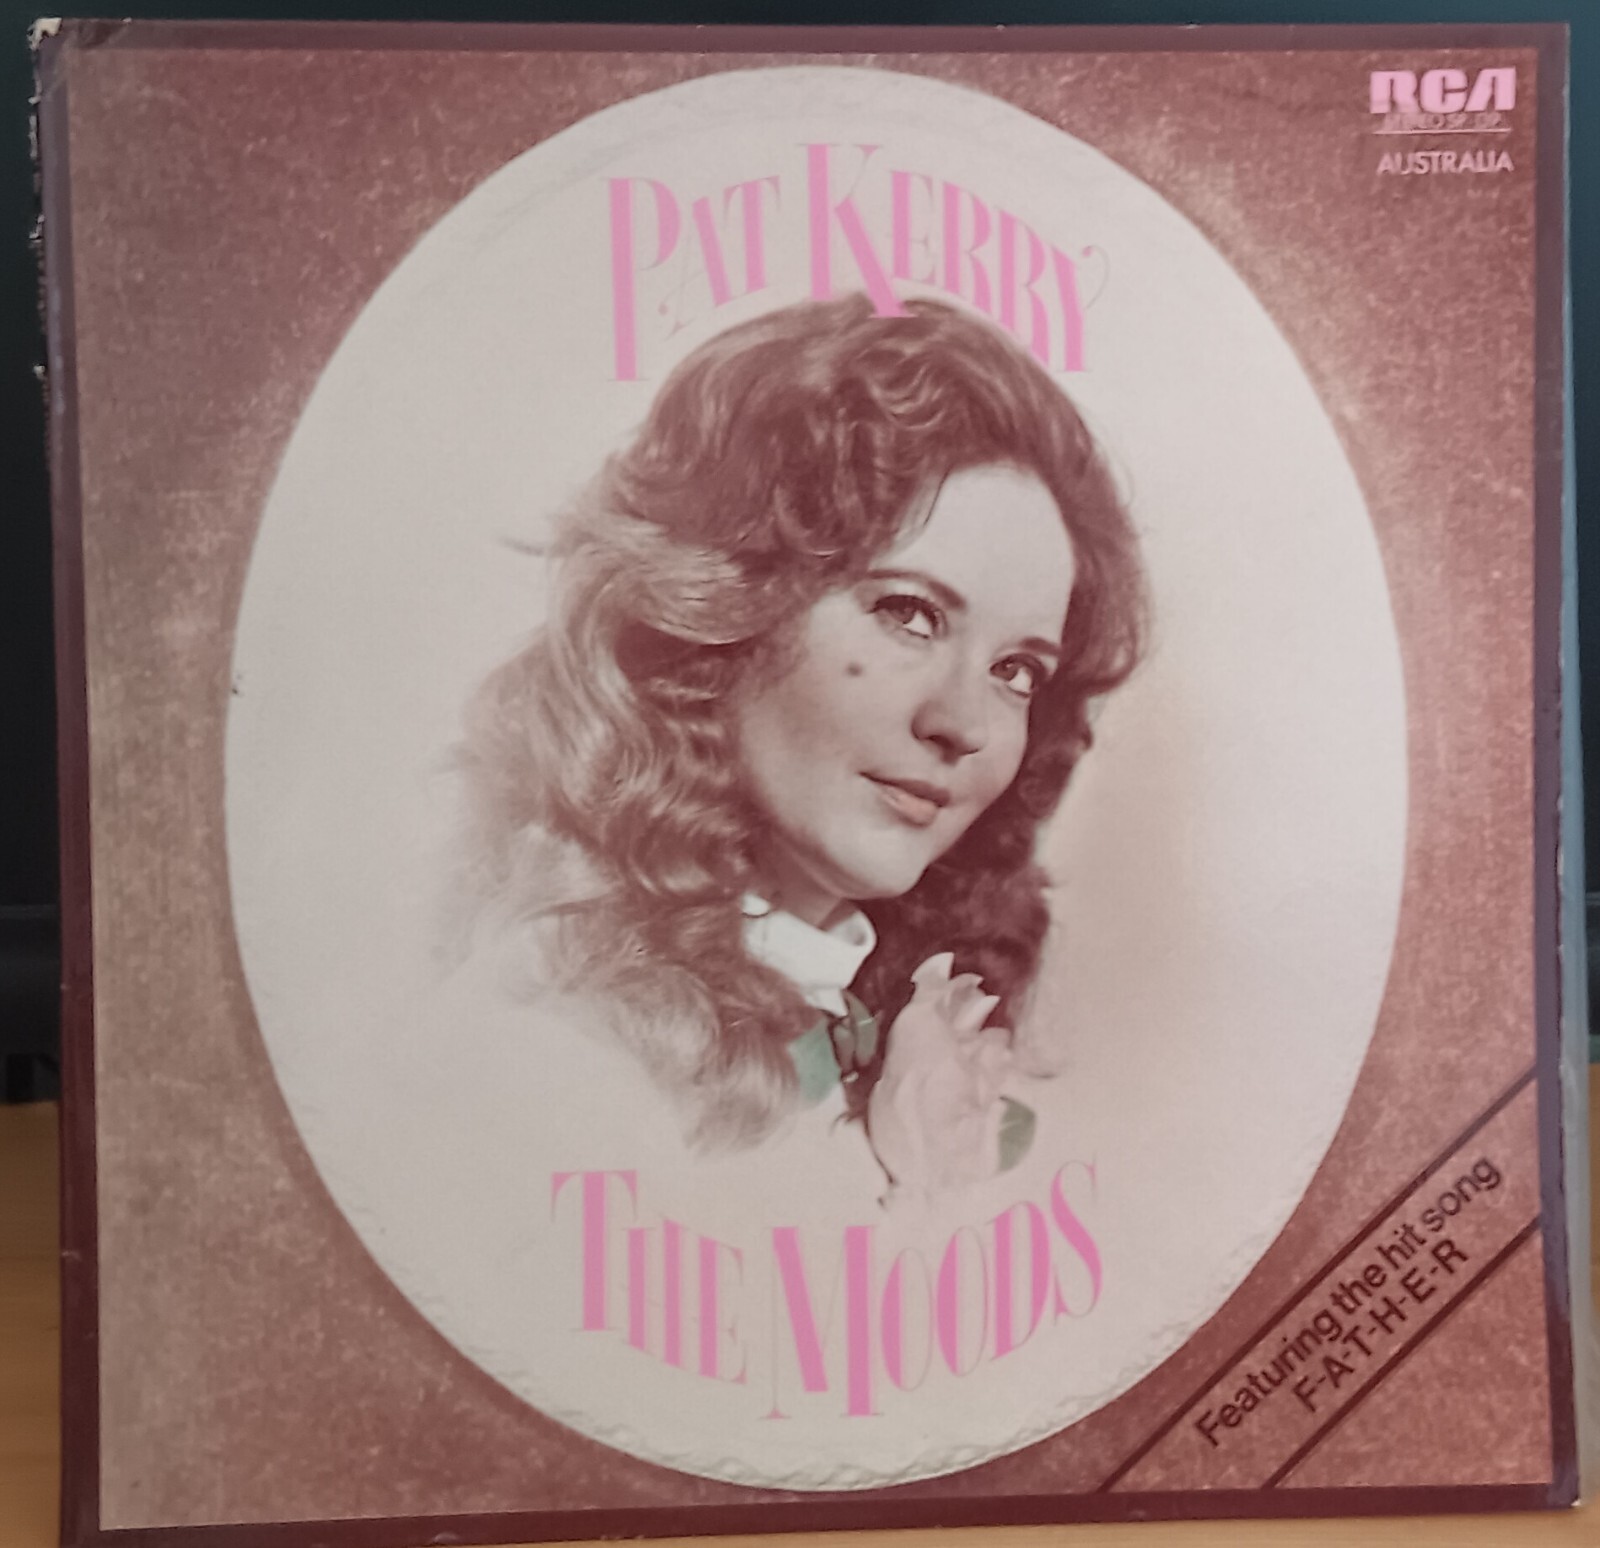 RCA
AUSTRALIA
PAT KERRY
THE MOODS
Featuring the hit song
F-A-T-H-E-R